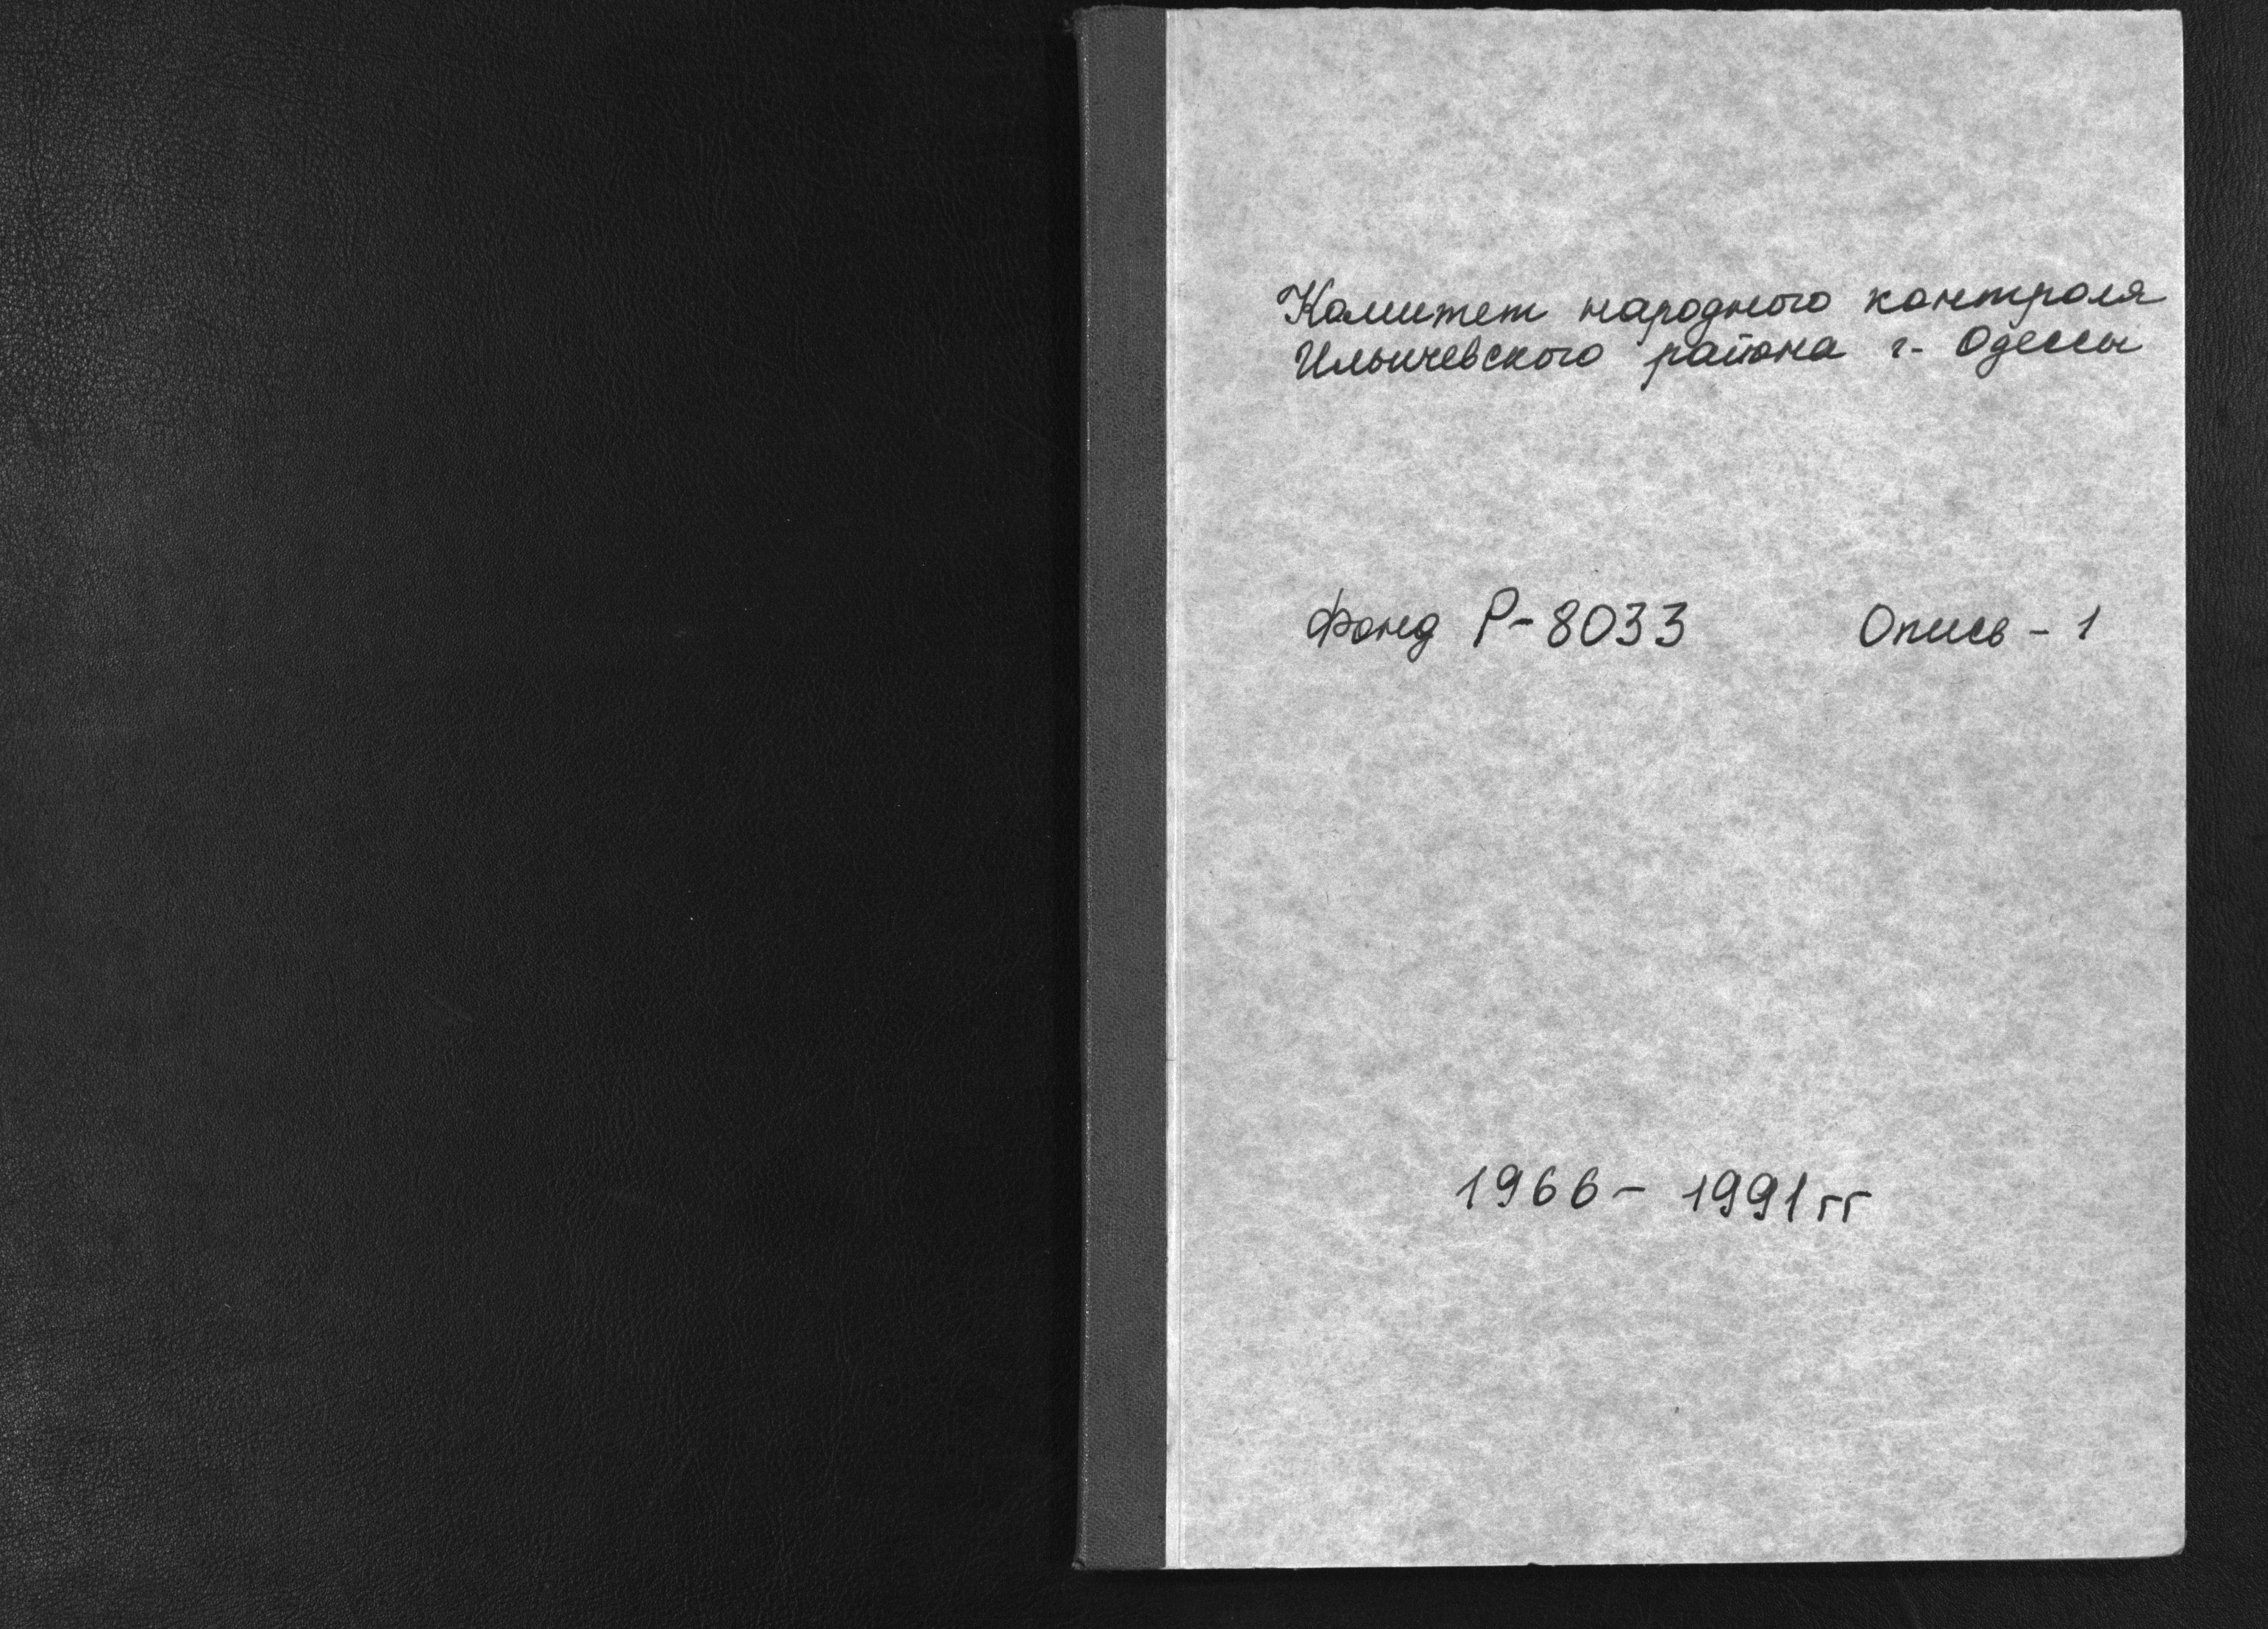 Комитет народного контроля
Ильичевского района г. Одессы
Фонд Р-8033 Опись - 1
1966 - 1991 гг